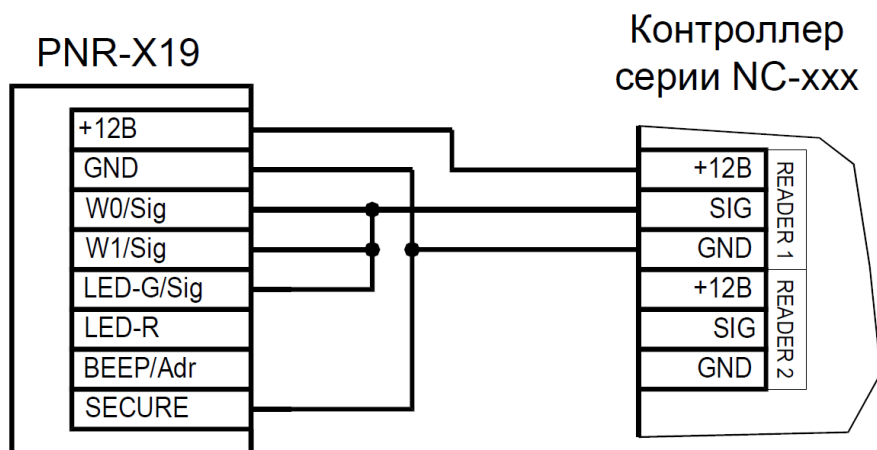 PNR-X19
Контроллер
серии NC-xxx
+12В
GND
W0/Sig
W1/Sig
LED-G/Sig
LED-R
BEEP/Adr
SECURE
+12В
SIG
GND
READER 1
+12В
SIG
GND
READER 2